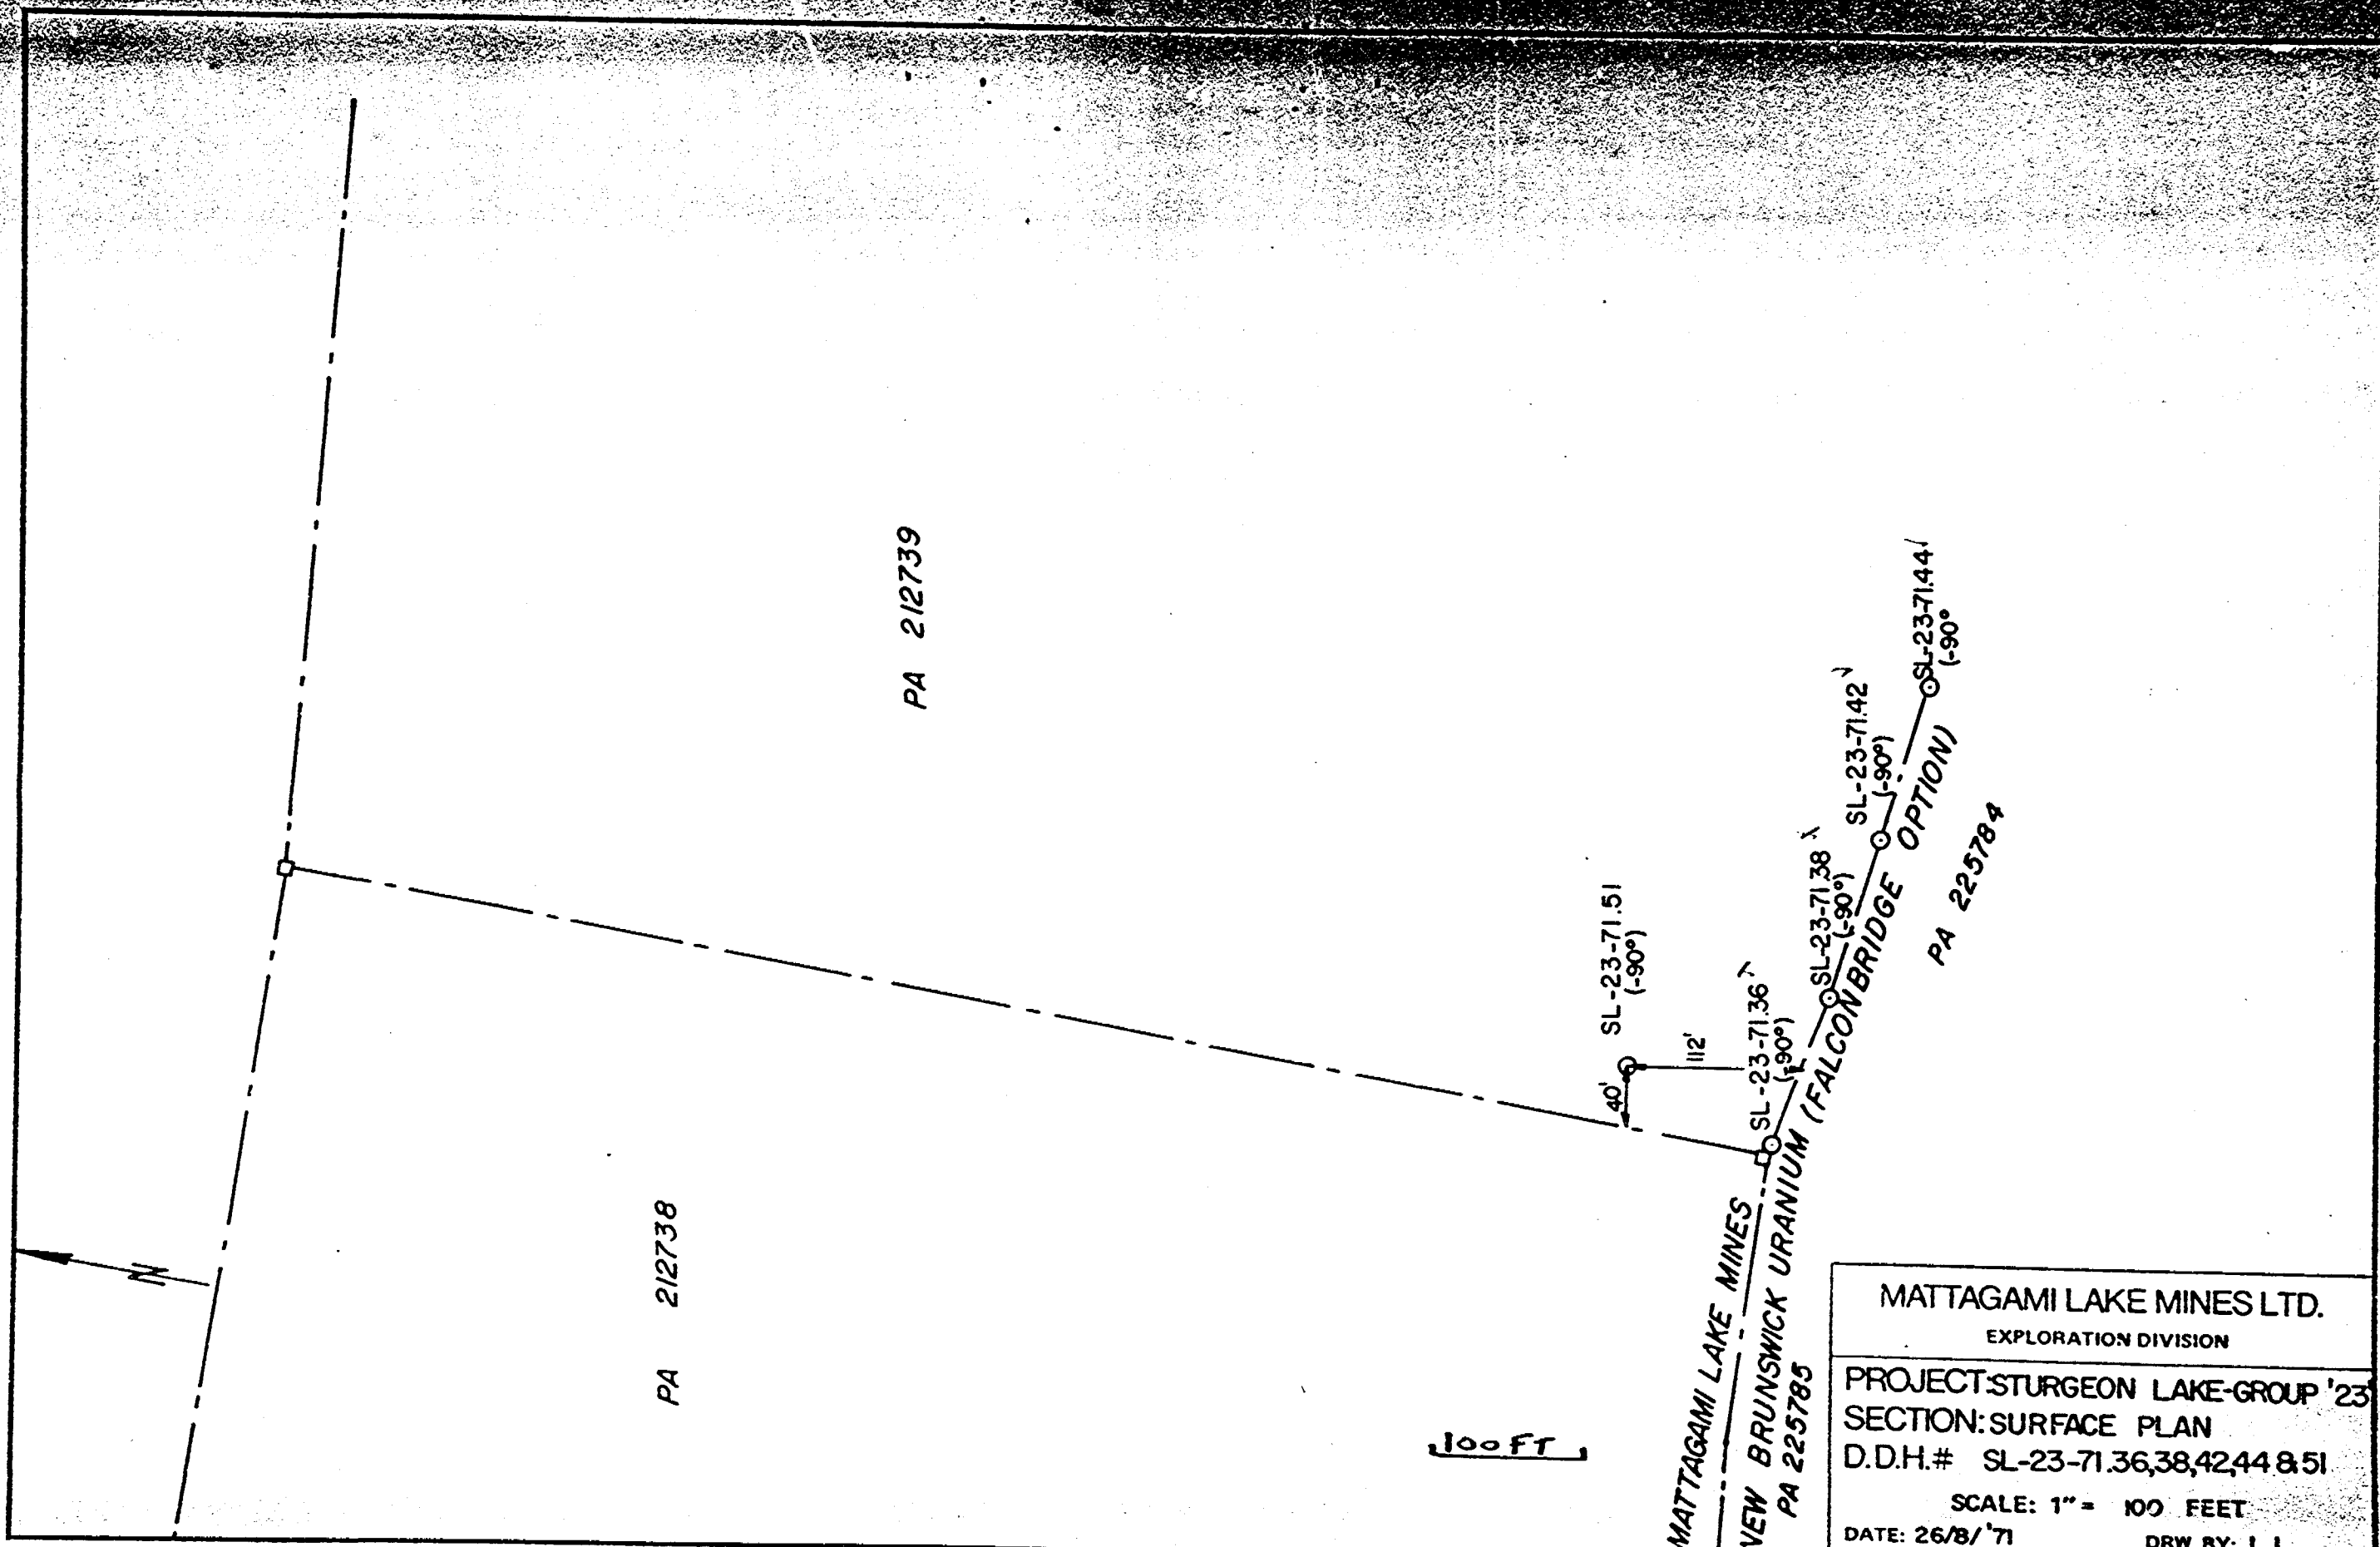 PA 212739
PA 212738
SL-23-71.51
(-90°)
112'
40'
SL-23-71.36
(-90°)
SL-23-71.38
(-90°)
SL-23-71.42
(-90°)
SL-23-71.44
(-90°
MATTAGAMI LAKE MINES
NEW BRUNSWICK URANIUM (FALCONBRIDGE OPTION)
PA 225785
PA 225784
N
100 FT
MATTAGAMI LAKE MINES LTD.
EXPLORATION DIVISION
PROJECT:STURGEON LAKE-GROUP '23'
SECTION: SURFACE PLAN
D.D.H.# SL-23-71.36,38,42,44 & 51
SCALE: 1" = 100 FEET
DATE: 26/8/'71 DRW BY: